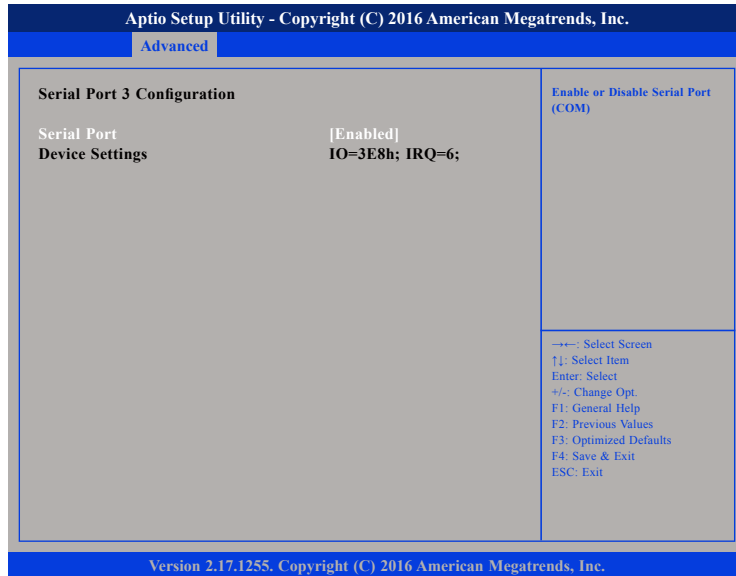 Aptio Setup Utility - Copyright (C) 2016 American Megatrends, Inc.
Advanced
Serial Port 3 Configuration
Serial Port [Enabled]
Device Settings IO=3E8h; IRQ=6;
Enable or Disable Serial Port
(COM)
→←: Select Screen
↑↓: Select Item
Enter: Select
+/-: Change Opt.
F1: General Help
F2: Previous Values
F3: Optimized Defaults
F4: Save & Exit
ESC: Exit
Version 2.17.1255. Copyright (C) 2016 American Megatrends, Inc.